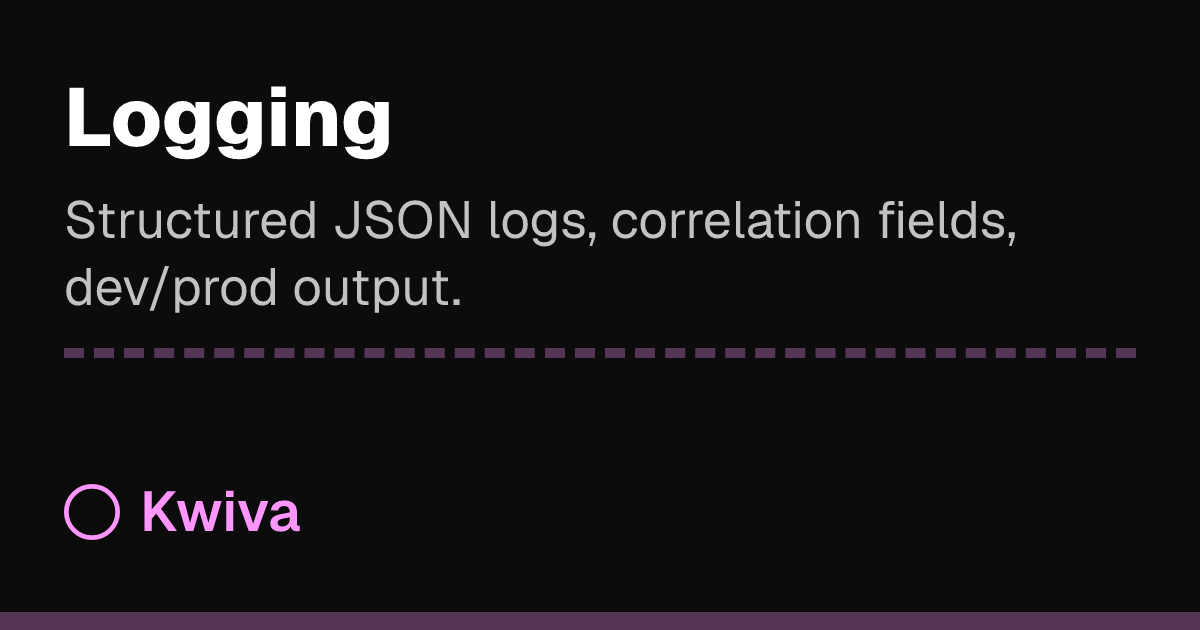 Logging
Structured JSON logs, correlation fields,
dev/prod output.
Kwiva